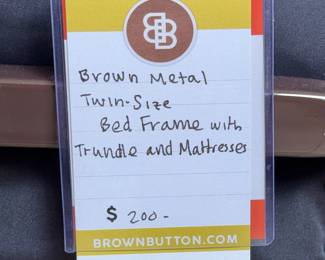 BB
Brown Metal
Twin-Size
Bed Frame with
Trundle and Mattresses
$ 200-
BROWNBUTTON.COM